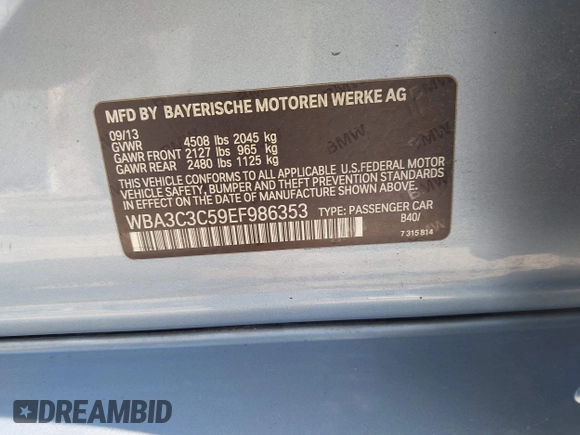 MFD BY BAYERISCHE MOTOREN WERKE AG
09/13
GVWR 4508 lbs 2045 kg
GAWR FRONT 2127 lbs 965 kg
GAWR REAR 2480 lbs 1125 kg
THIS VEHICLE CONFORMS TO ALL APPLICABLE U.S. FEDERAL MOTOR
VEHICLE SAFETY, BUMPER AND THEFT PREVENTION STANDARDS
IN EFFECT ON THE DATE OF MANUFACTURE SHOWN ABOVE.
WBA3C3C59EF986353 TYPE: PASSENGER CAR
B40/
7 315 814
BMW
DREAMBID